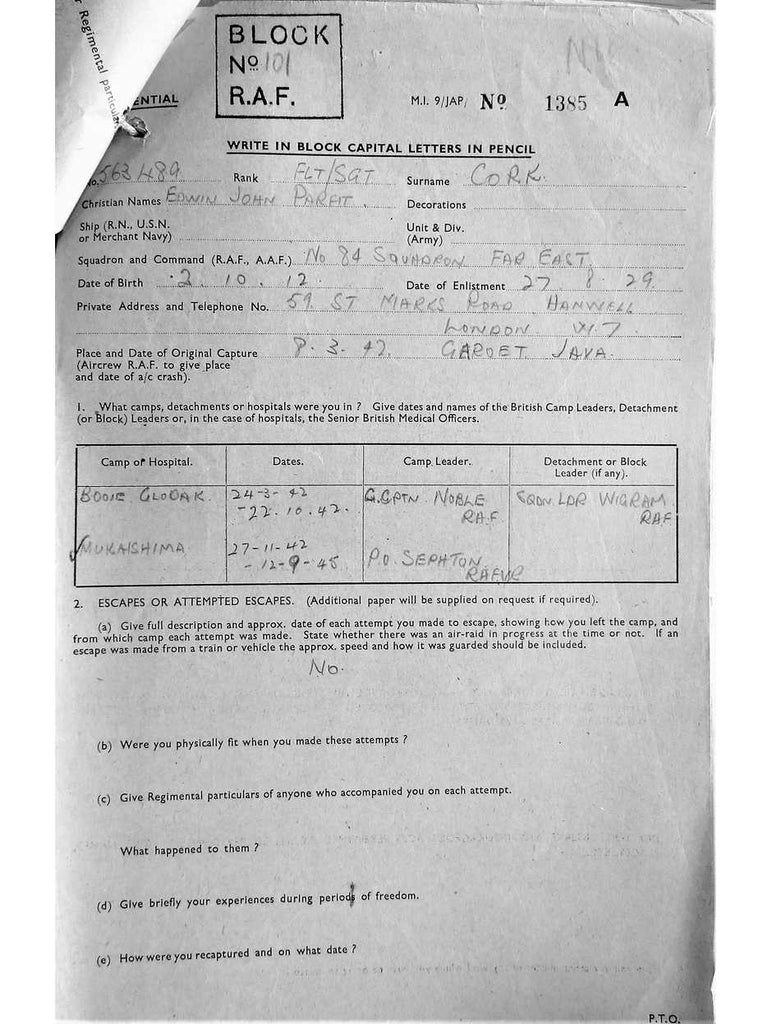 r Regimental particular
BLOCK
Nº 101
R.A.F.
ENTIAL
M.I. 9/JAP/ Nº 1385 A
WRITE IN BLOCK CAPITAL LETTERS IN PENCIL
No. 563489 Rank FLT/SGT Surname CORK
Christian Names EDWIN JOHN PARFIT. Decorations
Ship (R.N., U.S.N.
or Merchant Navy)
Unit & Div.
(Army)
Squadron and Command (R.A.F., A.A.F.) No 84 SQUADRON FAR EAST
Date of Birth 2. 10. 12. Date of Enlistment 27. 8. 29.
Private Address and Telephone No. 59. ST MARKS ROAD HANWELL
LONDON W.7
Place and Date of Original Capture 8. 3. 42. GAROET JAVA.
(Aircrew R.A.F. to give place
and date of a/c crash).
1. What camps, detachments or hospitals were you in ? Give dates and names of the British Camp Leaders, Detachment
(or Block) Leaders or, in the case of hospitals, the Senior British Medical Officers.
Camp or Hospital. Dates. Camp Leader. Detachment or Block
Leader (if any).
BOOIE GLODAK 24-3-42 G.CPTN NOBLE SQDN. LDR WIGRAM
-22.10.42. RAF RAF
MUKAISHIMA 27-11-42 P.O. SEPHTON
- 12-9-45 RAFVR
2. ESCAPES OR ATTEMPTED ESCAPES. (Additional paper will be supplied on request if required).
(a) Give full description and approx. date of each attempt you made to escape, showing how you left the camp, and
from which camp each attempt was made. State whether there was an air-raid in progress at the time or not. If an
escape was made from a train or vehicle the approx. speed and how it was guarded should be included.
No.
(b) Were you physically fit when you made these attempts ?
(c) Give Regimental particulars of anyone who accompanied you on each attempt.
What happened to them ?
(d) Give briefly your experiences during periods of freedom.
(e) How were you recaptured and on what date ?
P.T.O.